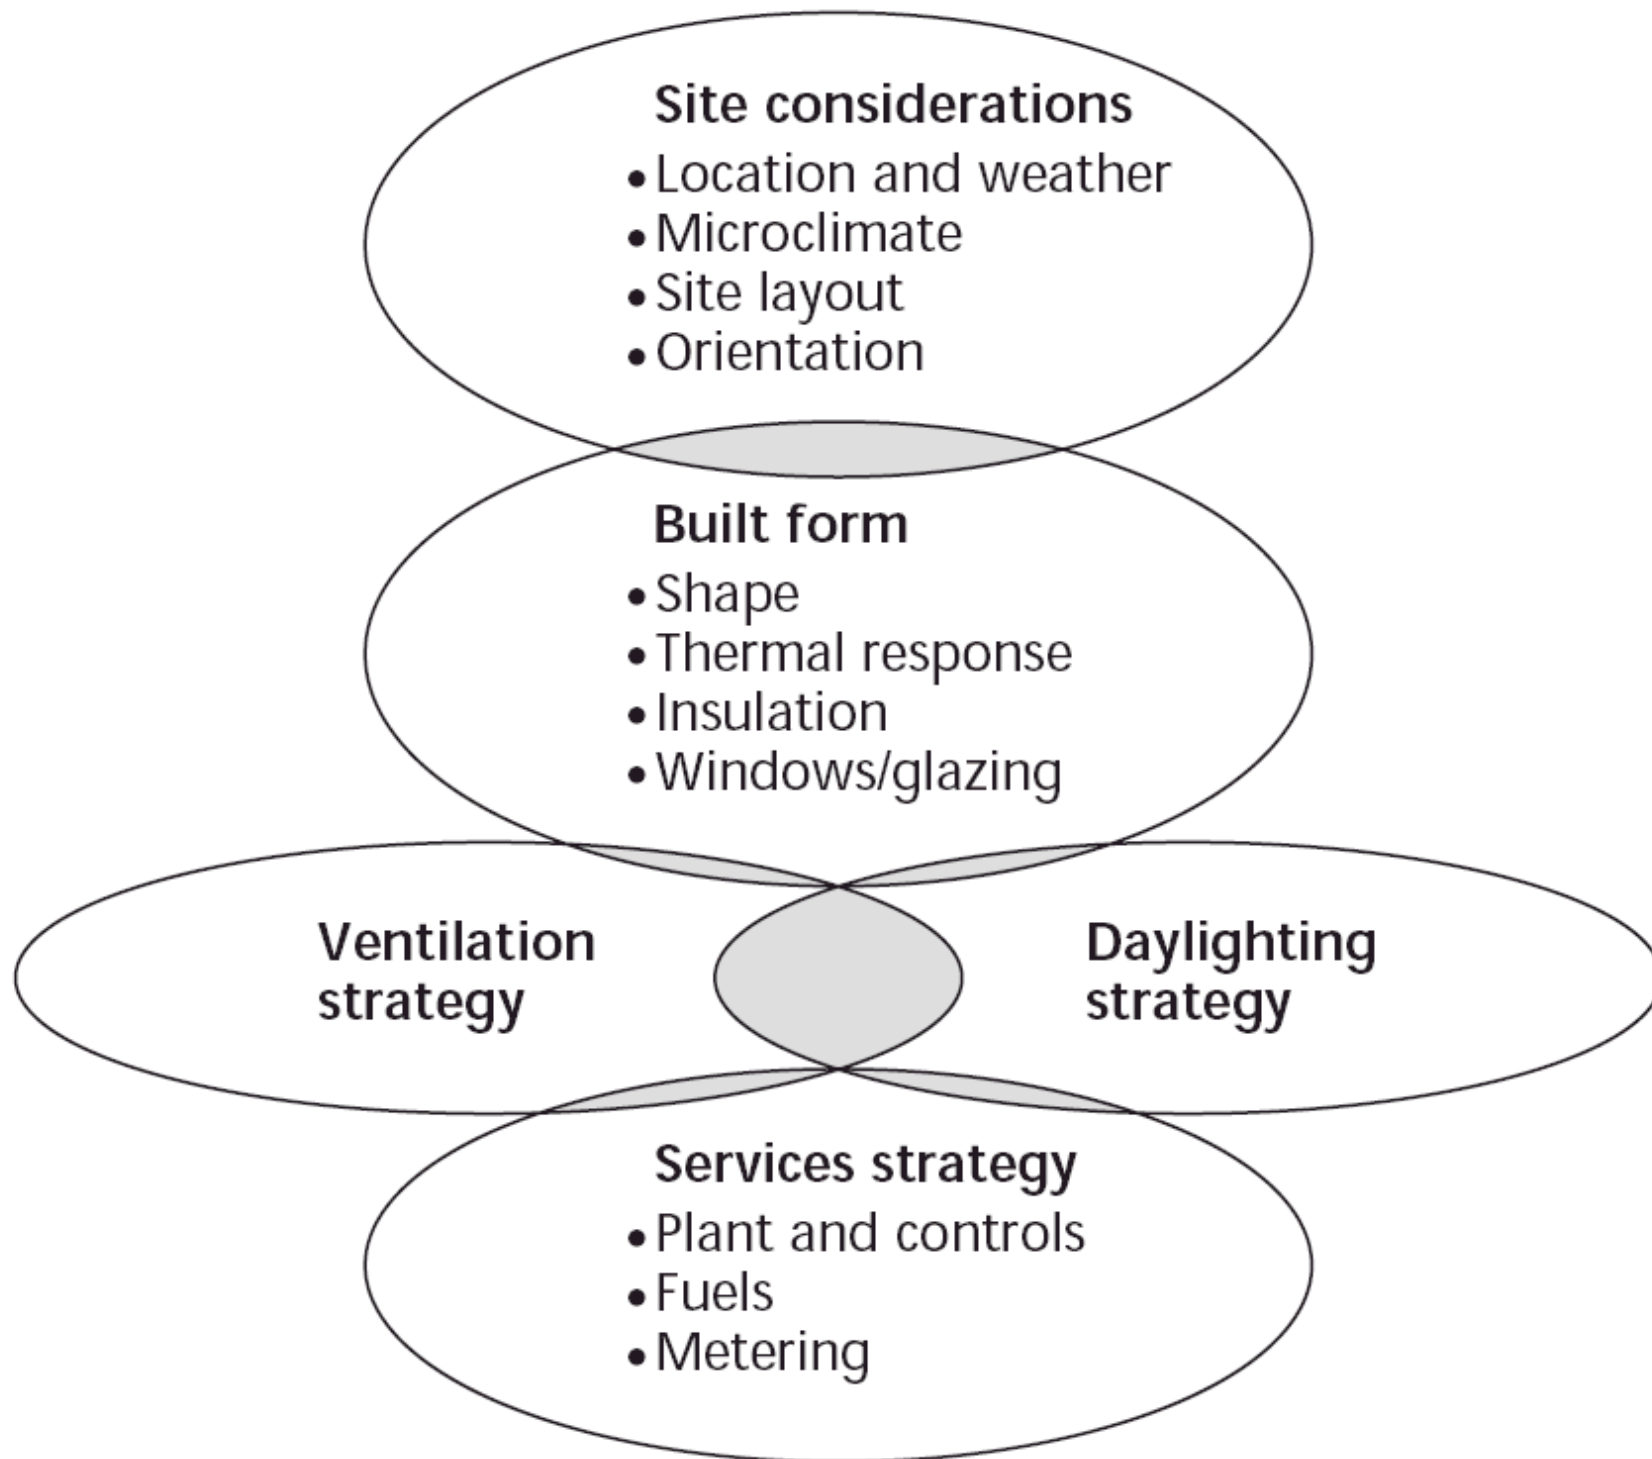 Site considerations
• Location and weather
• Microclimate
• Site layout
• Orientation
Built form
• Shape
• Thermal response
• Insulation
• Windows/glazing
Ventilation
strategy
Daylighting
strategy
Services strategy
• Plant and controls
• Fuels
• Metering